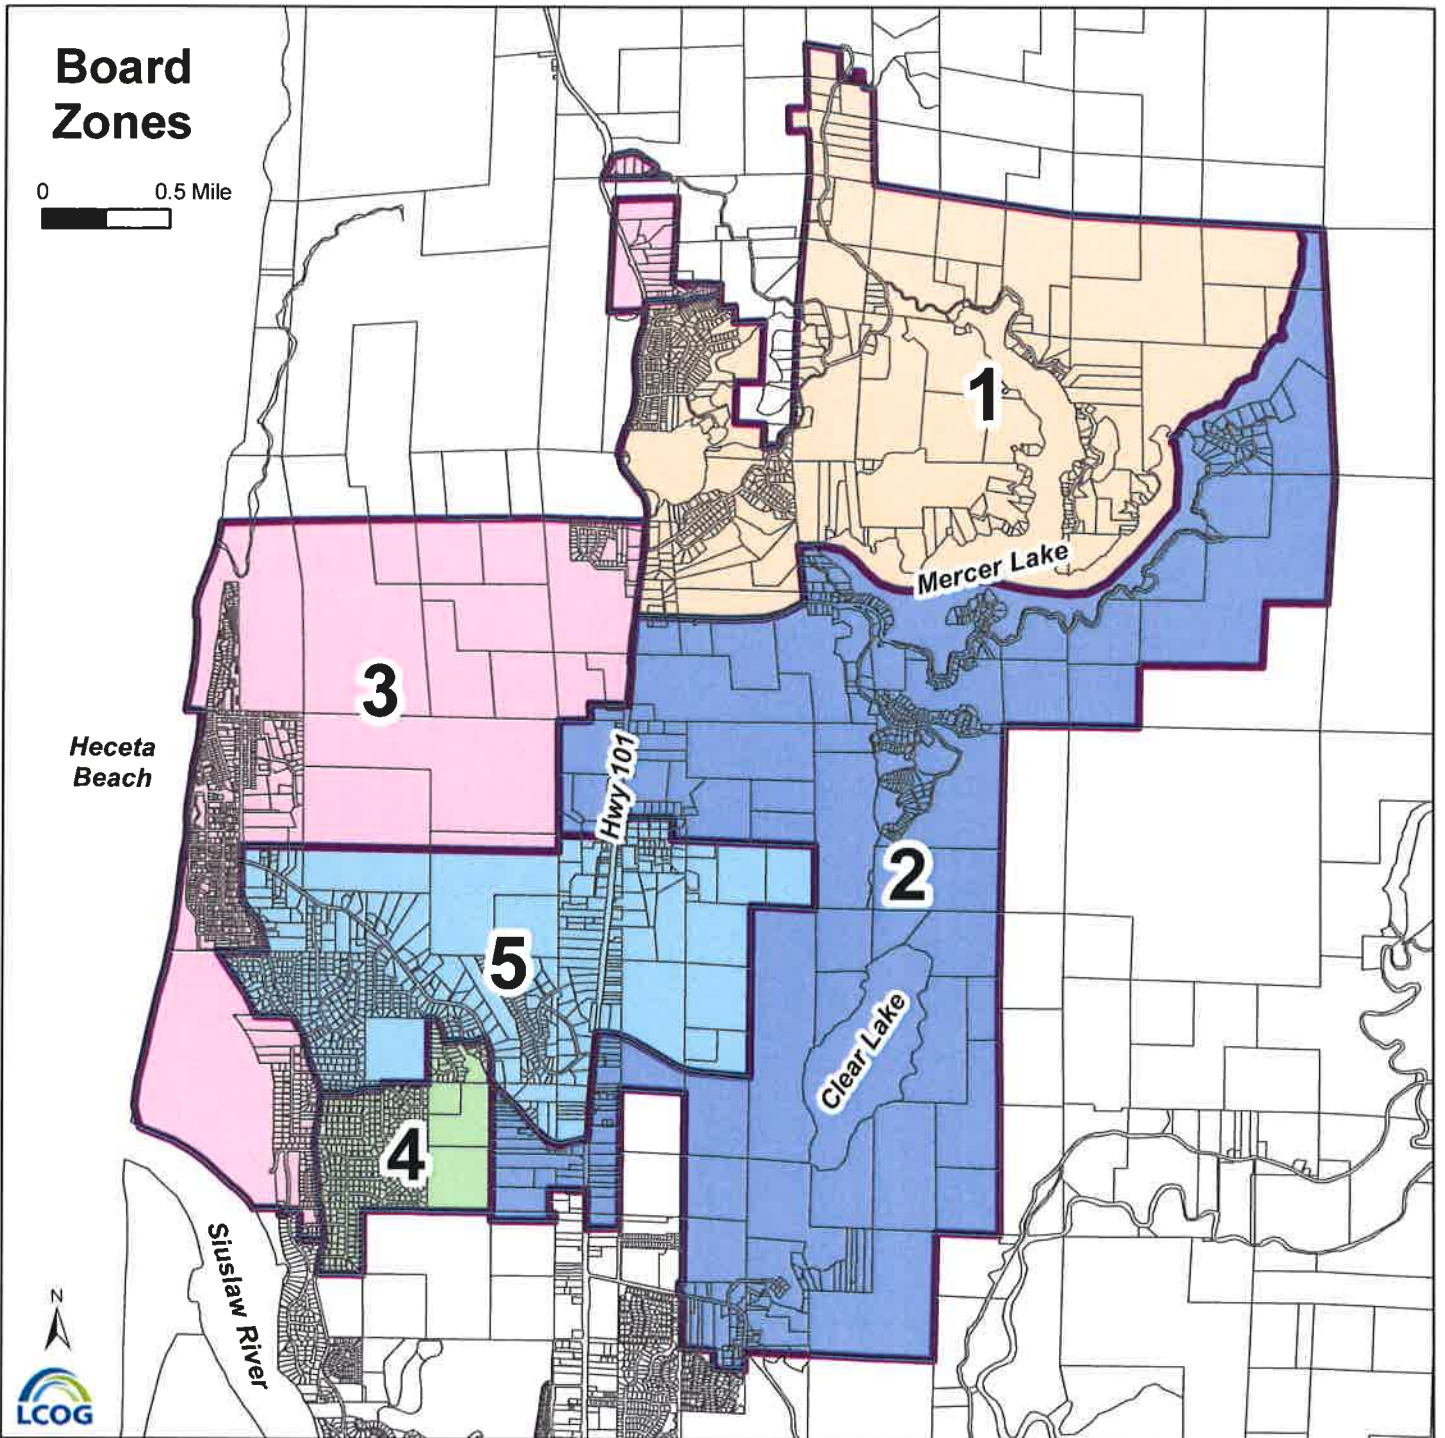 Board
Zones
0 0.5 Mile
1
Mercer Lake
3
Heceta
Beach
Hwy 101
2
5
Clear Lake
4
Siuslaw River
N
LCOG